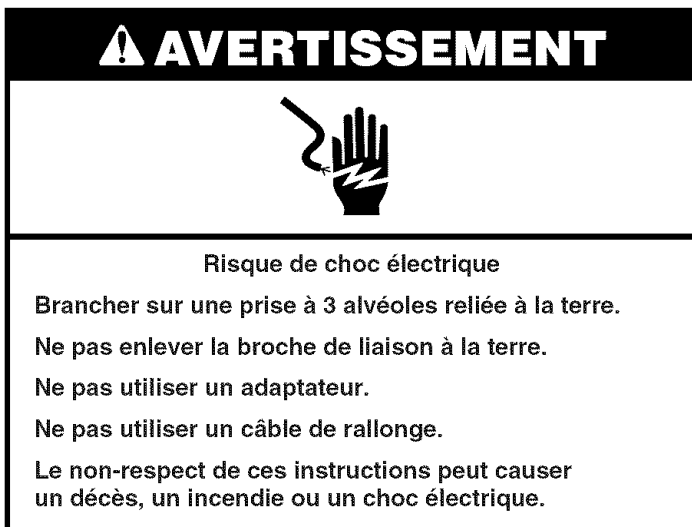 AVERTISSEMENT
Risque de choc électrique
Brancher sur une prise à 3 alvéoles reliée à la terre.
Ne pas enlever la broche de liaison à la terre.
Ne pas utiliser un adaptateur.
Ne pas utiliser un câble de rallonge.
Le non-respect de ces instructions peut causer
un décès, un incendie ou un choc électrique.